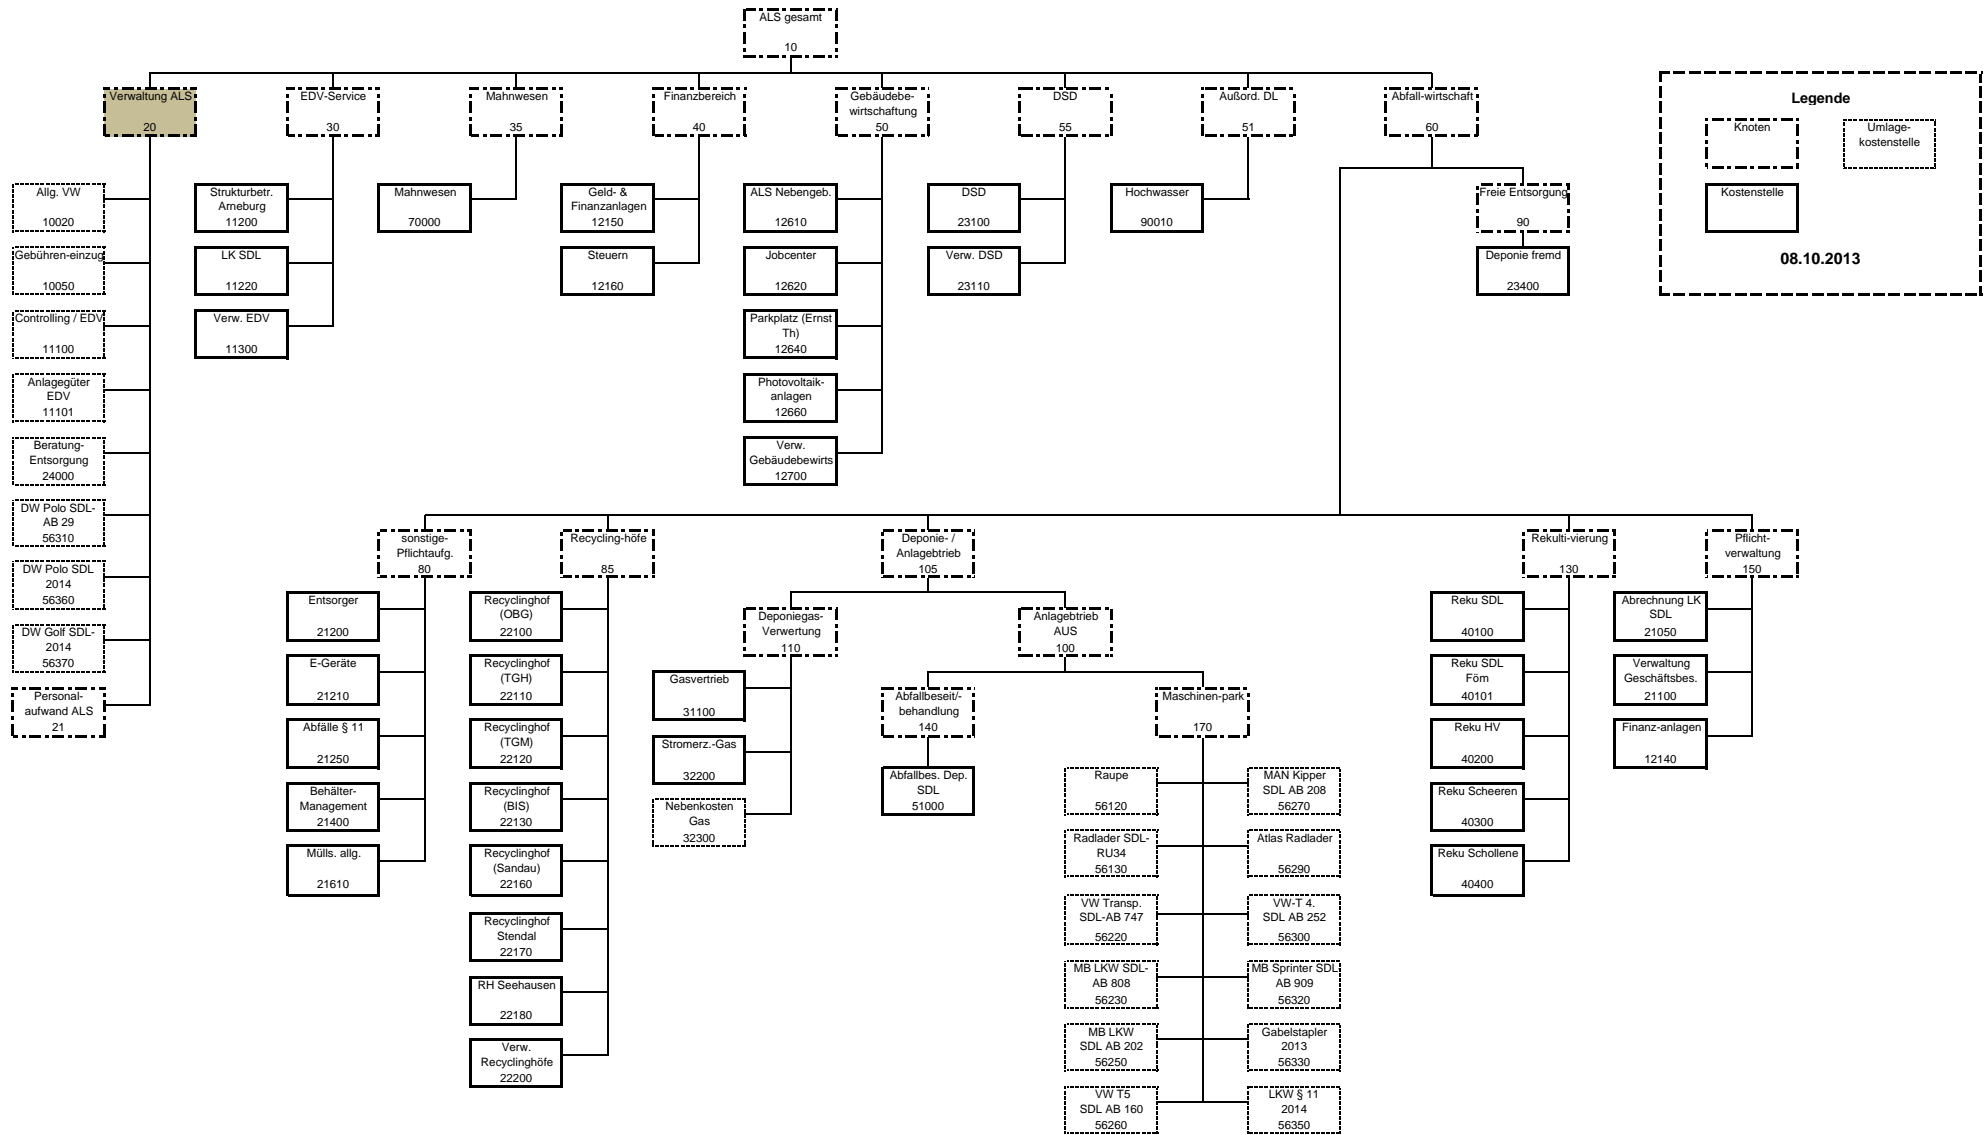 ALS gesamt
10
Verwaltung ALS
20
EDV-Service
30
Mahnwesen
35
Finanzbereich
40
Gebäudebe-
wirtschaftung
50
DSD
55
Außord. DL
51
Abfall-wirtschaft
60
Legende
Knoten
Umlage-
kostenstelle
Kostenstelle
08.10.2013
Allg. VW
10020
Gebühren-einzug
10050
Controlling / EDV
11100
Anlagegüter
EDV
11101
Beratung-
Entsorgung
24000
DW Polo SDL-
AB 29
56310
DW Polo SDL
2014
56360
DW Golf SDL-
2014
56370
Personal-
aufwand ALS
21
Strukturbetr.
Arneburg
11200
LK SDL
11220
Verw. EDV
11300
Mahnwesen
70000
Geld- &
Finanzanlagen
12150
Steuern
12160
ALS Nebengeb.
12610
Jobcenter
12620
Parkplatz (Ernst
Th)
12640
Photovoltaik-
anlagen
12660
Verw.
Gebäudebewirts
12700
DSD
23100
Verw. DSD
23110
Hochwasser
90010
Freie Entsorgung
90
Deponie fremd
23400
sonstige-
Pflichtaufg.
80
Recycling-höfe
85
Deponie- /
Anlagebtrieb
105
Rekulti-vierung
130
Pflicht-
verwaltung
150
Entsorger
21200
E-Geräte
21210
Abfälle § 11
21250
Behälter-
Management
21400
Mülls. allg.
21610
Recyclinghof
(OBG)
22100
Recyclinghof
(TGH)
22110
Recyclinghof
(TGM)
22120
Recyclinghof
(BIS)
22130
Recyclinghof
(Sandau)
22160
Recyclinghof
Stendal
22170
RH Seehausen
22180
Verw.
Recyclinghöfe
22200
Deponiegas-
Verwertung
110
Anlagebtrieb
AUS
100
Gasvertrieb
31100
Stromerz.-Gas
32200
Nebenkosten
Gas
32300
Abfallbeseit/-
behandlung
140
Abfallbes. Dep.
SDL
51000
Maschinen-park
170
Raupe
56120
MAN Kipper
SDL AB 208
56270
Radlader SDL-
RU34
56130
Atlas Radlader
56290
VW Transp.
SDL-AB 747
56220
VW-T 4.
SDL AB 252
56300
MB LKW SDL-
AB 808
56230
MB Sprinter SDL
AB 909
56320
MB LKW
SDL AB 202
56250
Gabelstapler
2013
56330
VW T5
SDL AB 160
56260
LKW § 11
2014
56350
Reku SDL
40100
Reku SDL
Föm
40101
Reku HV
40200
Reku Scheeren
40300
Reku Schollene
40400
Abrechnung LK
SDL
21050
Verwaltung
Geschäftsbes.
21100
Finanz-anlagen
12140